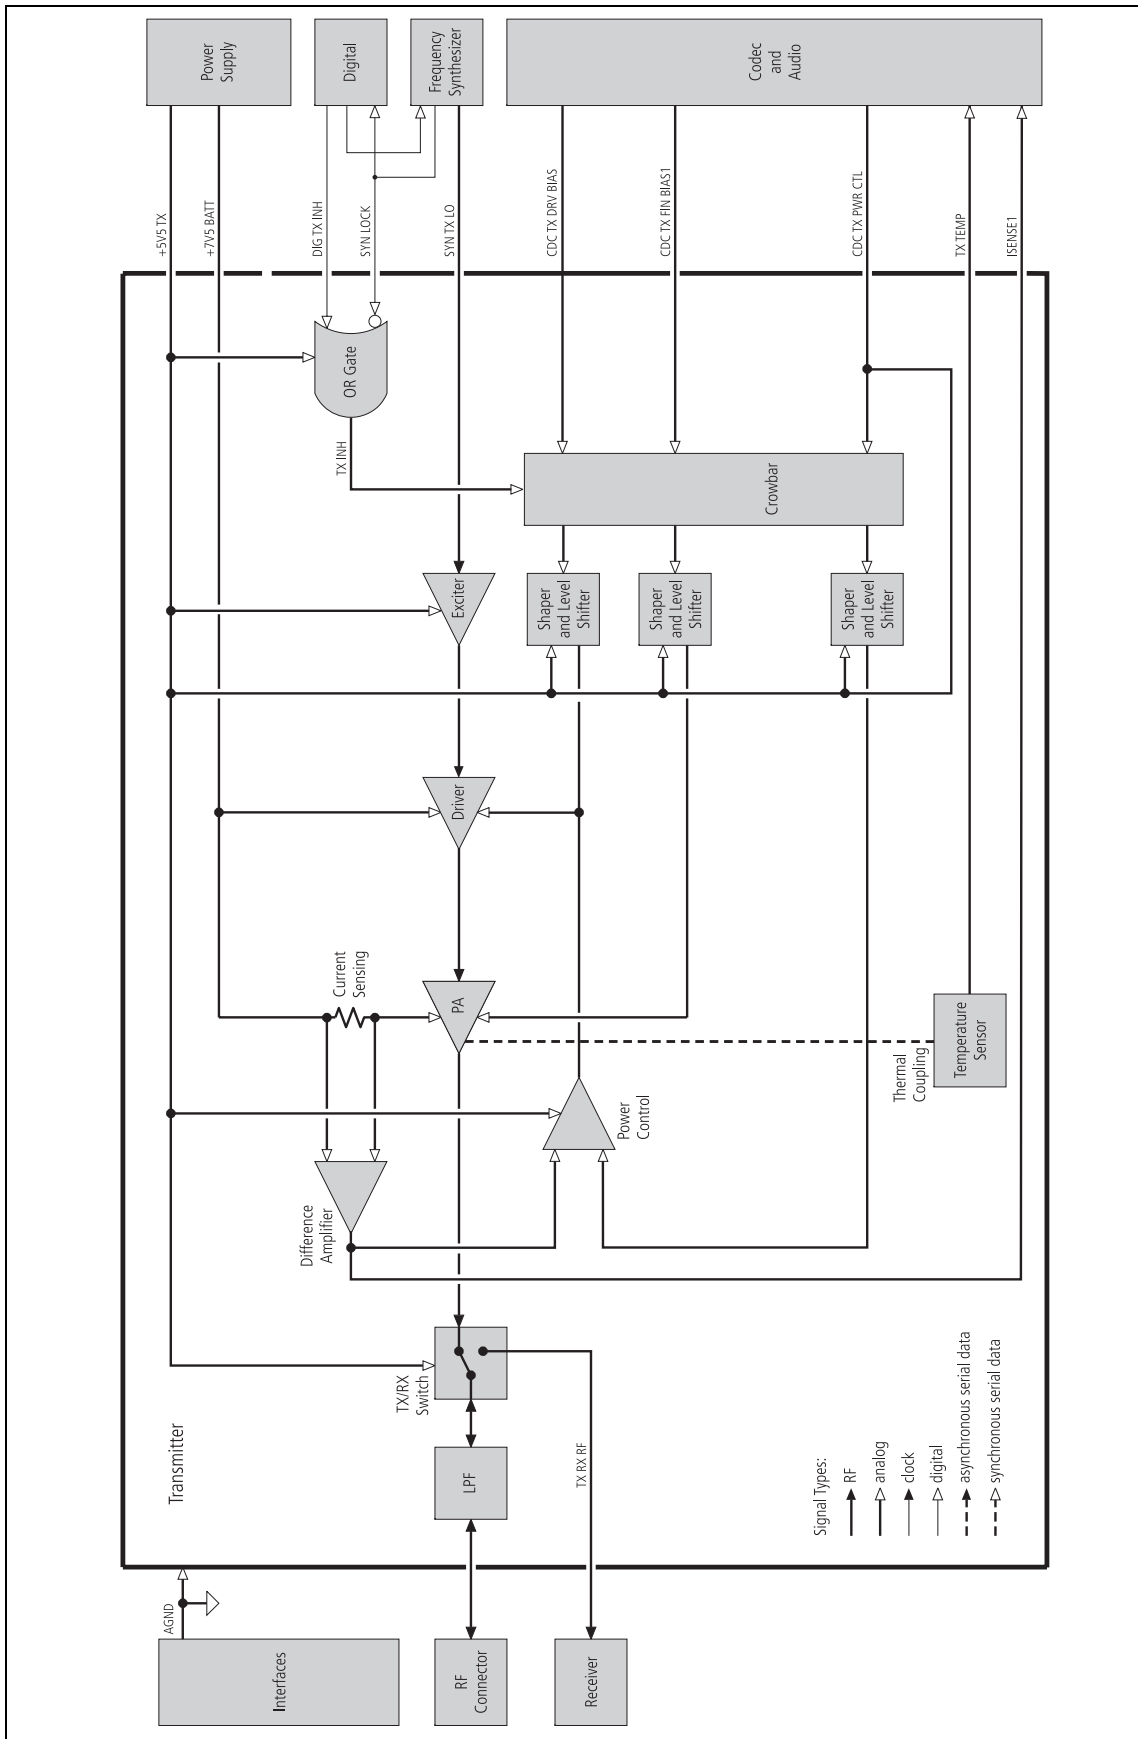 Power
Supply
Digital
Frequency
Synthesizer
Codec
and
Audio
+5V5 TX
+7V5 BATT
DIG TX INH
SYN LOCK
SYN TX LO
CDC TX DRV BIAS
CDC TX FIN BIAS1
CDC TX PWR CTL
TX TEMP
ISENSE1
OR Gate
TX INH
Crowbar
Exciter
Shaper
and Level
Shifter
Shaper
and Level
Shifter
Shaper
and Level
Shifter
Driver
Current
Sensing
PA
Temperature
Sensor
Thermal
Coupling
Power
Control
Difference
Amplifier
TX/RX
Switch
Transmitter
LPF
TX RX RF
Signal Types:
RF
analog
clock
digital
asynchronous serial data
synchronous serial data
AGND
Interfaces
RF
Connector
Receiver